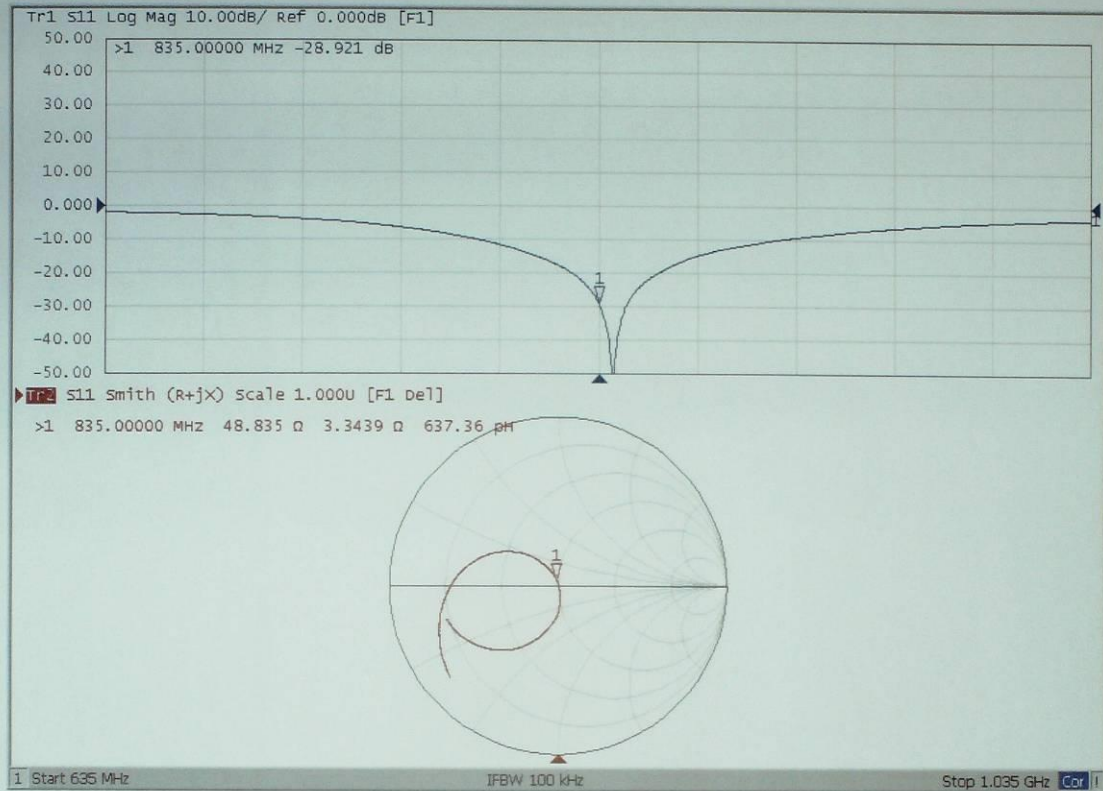 Tr1 S11 Log Mag 10.00dB/ Ref 0.000dB [F1]
50.00
>1 835.00000 MHz -28.921 dB
40.00
30.00
20.00
10.00
0.000
-10.00
-20.00
-30.00
-40.00
-50.00
1
1
Tr2 S11 Smith (R+jX) Scale 1.000U [F1 Del]
>1 835.00000 MHz 48.835 Ω 3.3439 Ω 637.36 pH
1
1 Start 635 MHz IFBW 100 kHz Stop 1.035 GHz Cor !